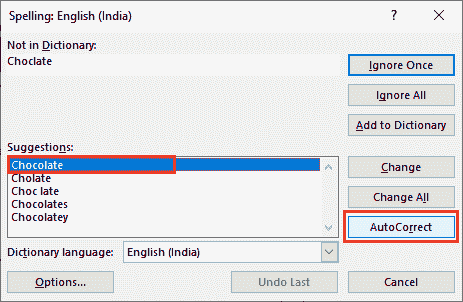 Spelling: English (India)
?
Not in Dictionary:
Choclate
Ignore Once
Ignore All
Add to Dictionary
Suggestions:
Chocolate
Cholate
Choc late
Chocolates
Chocolatey
Change
Change All
AutoCorrect
Dictionary language:
English (India)
Options...
Undo Last
Cancel